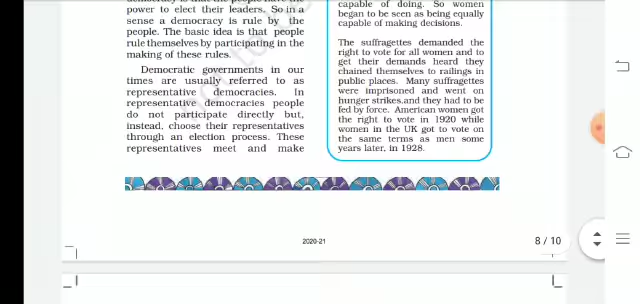 democracy is that the people have the
power to elect their leaders. So in a
sense a democracy is rule by the
people. The basic idea is that people
rule themselves by participating in the
making of these rules.
Democratic governments in our
times are usually referred to as
representative democracies. In
representative democracies people
do not participate directly but,
instead, choose their representatives
through an election process. These
representatives meet and make
capable of doing. So women
began to be seen as being equally
capable of making decisions.
The suffragettes demanded the
right to vote for all women and to
get their demands heard they
chained themselves to railings in
public places. Many suffragettes
were imprisoned and went on
hunger strikes, and they had to be
fed by force. American women got
the right to vote in 1920 while
women in the UK got to vote on
the same terms as men some
years later, in 1928.
2020-21
8 / 10